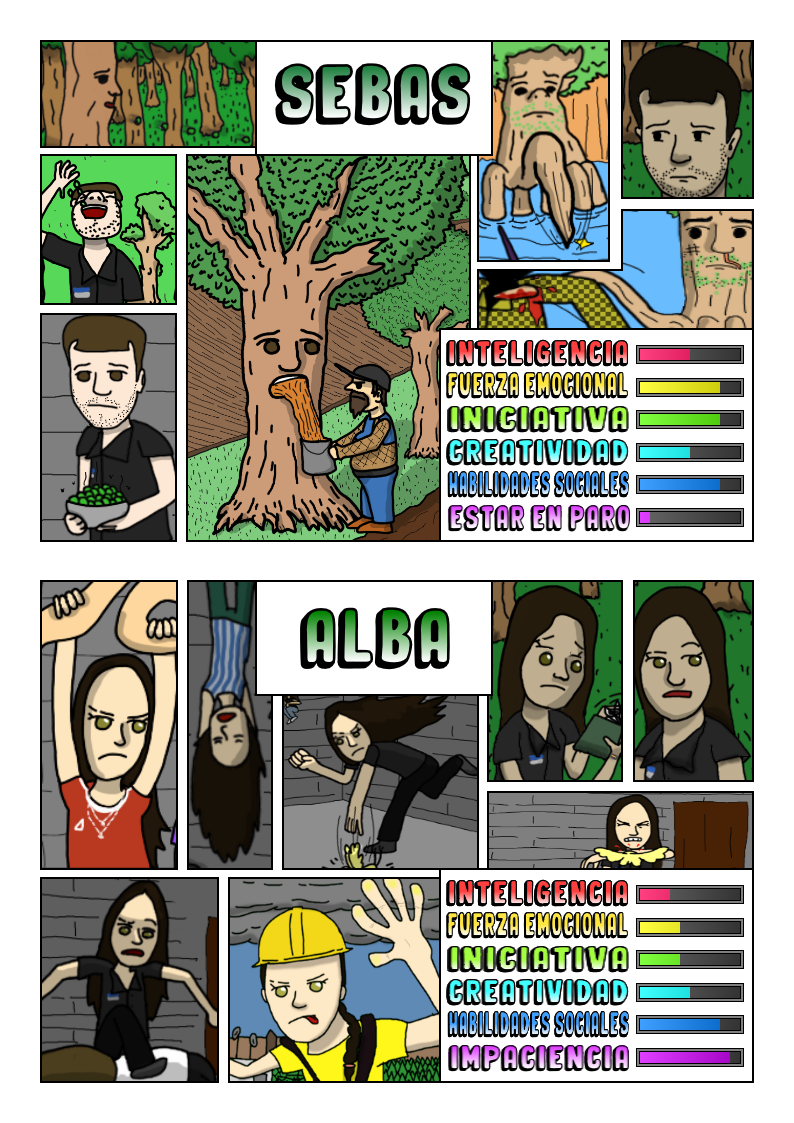 SEBAS
INTELIGENCIA
FUERZA EMOCIONAL
INICIATIVA
CREATIVIDAD
HABILIDADES SOCIALES
ESTAR EN PARO
ALBA
INTELIGENCIA
FUERZA EMOCIONAL
INICIATIVA
CREATIVIDAD
HABILIDADES SOCIALES
IMPACIENCIA